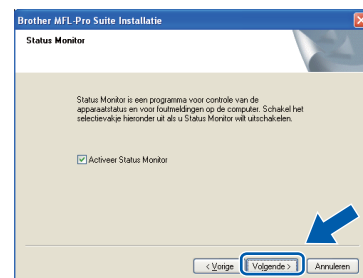 Brother MFL-Pro Suite Installatie
Status Monitor
Status Monitor is een programma voor controle van de
apparaatstatus en voor foutmeldingen op de computer. Schakel het
selectievakje hieronder uit als u Status Monitor wilt uitschakelen.
Activeer Status Monitor
< Vorige Volgende > Annuleren